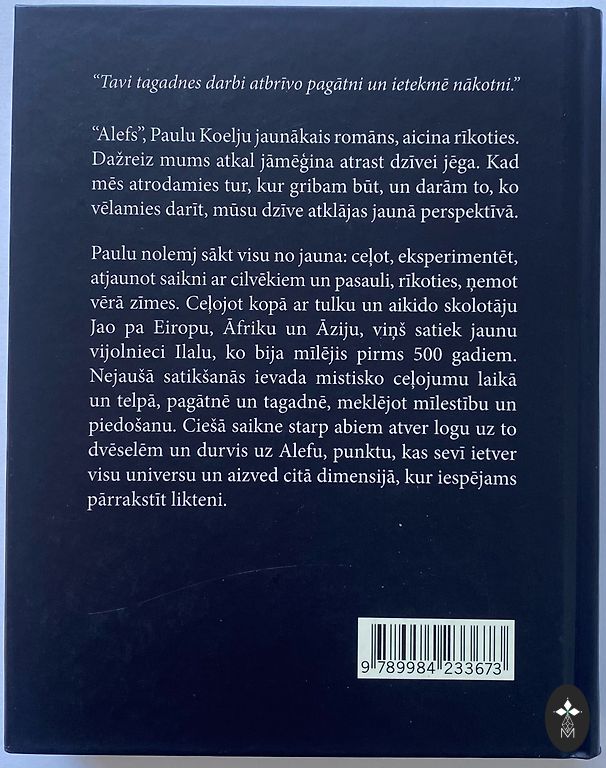 “Tavi tagadnes darbi atbrīvo pagātni un ietekmē nākotni.”
“Alefs”, Paulu Koelju jaunākais romāns, aicina rīkoties.
Dažreiz mums atkal jāmēģina atrast dzīvei jēga. Kad
mēs atrodamies tur, kur gribam būt, un darām to, ko
vēlamies darīt, mūsu dzīve atklājas jaunā perspektīvā.
Paulu nolemj sākt visu no jauna: ceļot, eksperimentēt,
atjaunot saikni ar cilvēkiem un pasauli, rīkoties, ņemot
vērā zīmes. Ceļojot kopā ar tulku un aikido skolotāju
Jao pa Eiropu, Āfriku un Āziju, viņš satiek jaunu
vijolnieci Ilalu, ko bija mīlējis pirms 500 gadiem.
Nejaušā satikšanās ievada mistisko ceļojumu laikā
un telpā, pagātnē un tagadnē, meklējot mīlestību un
piedošanu. Ciešā saikne starp abiem atver logu uz to
dvēselēm un durvis uz Alefu, punktu, kas sevī ietver
visu universu un aizved citā dimensijā, kur iespējams
pārrakstīt likteni.
9 789984 233673
M